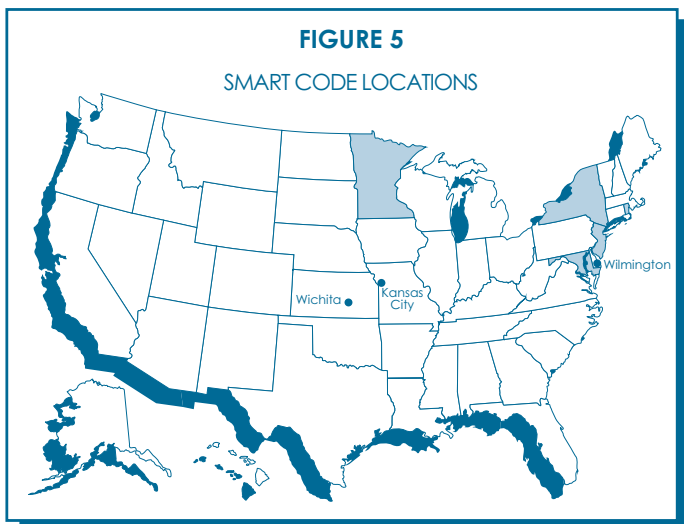 FIGURE 5
SMART CODE LOCATIONS
Wilmington
Wichita
Kansas
City